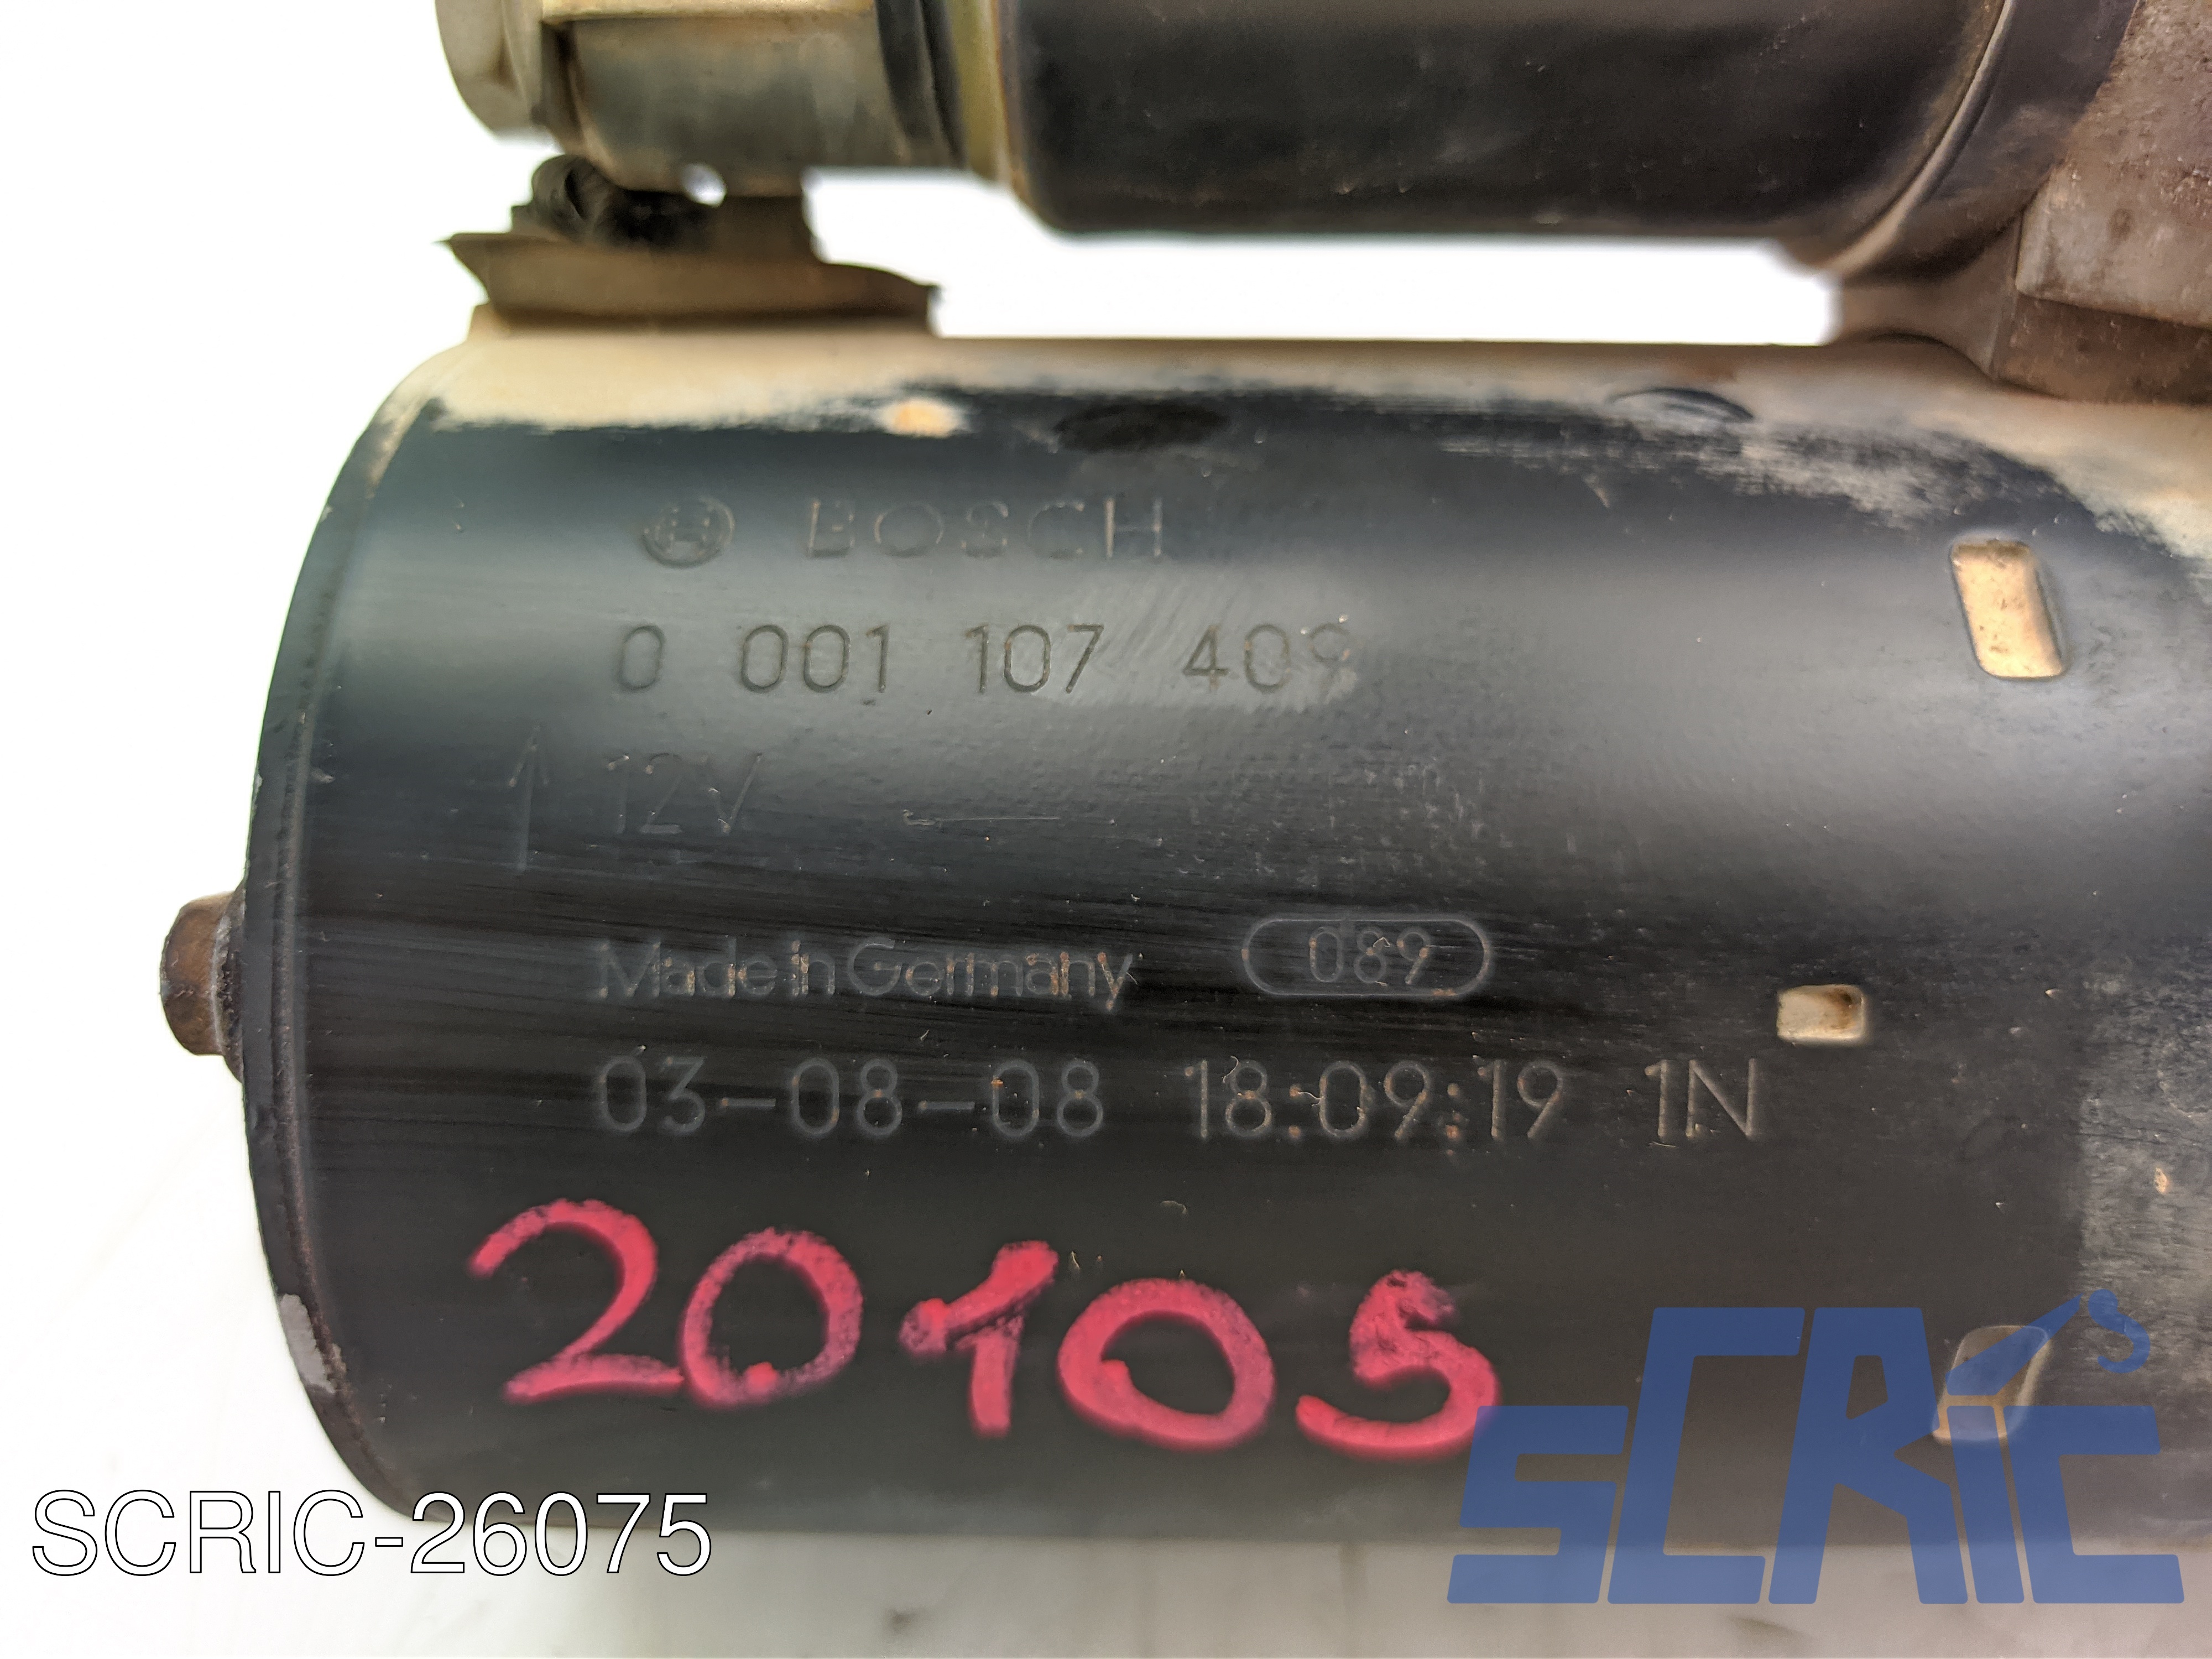 BOSCH
0 001 107 409
12V
Made in Germany 089
03-08-08 18:09:19 1N
20105
SCRIC-26075
SCRiC's